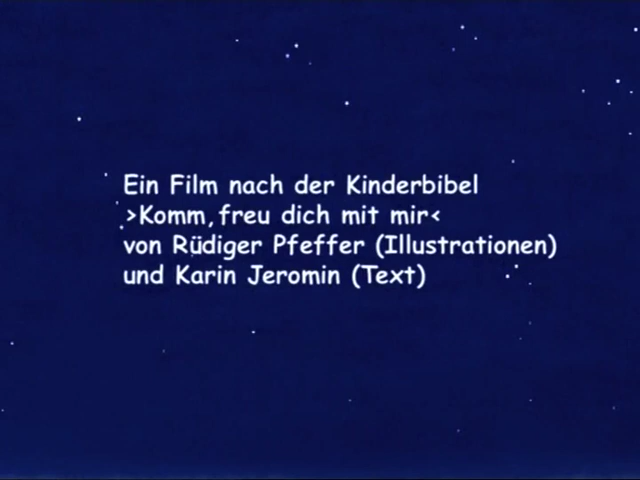 Ein Film nach der Kinderbibel
>Komm, freu dich mit mir<
von Rüdiger Pfeffer (Illustrationen)
und Karin Jeromin (Text)